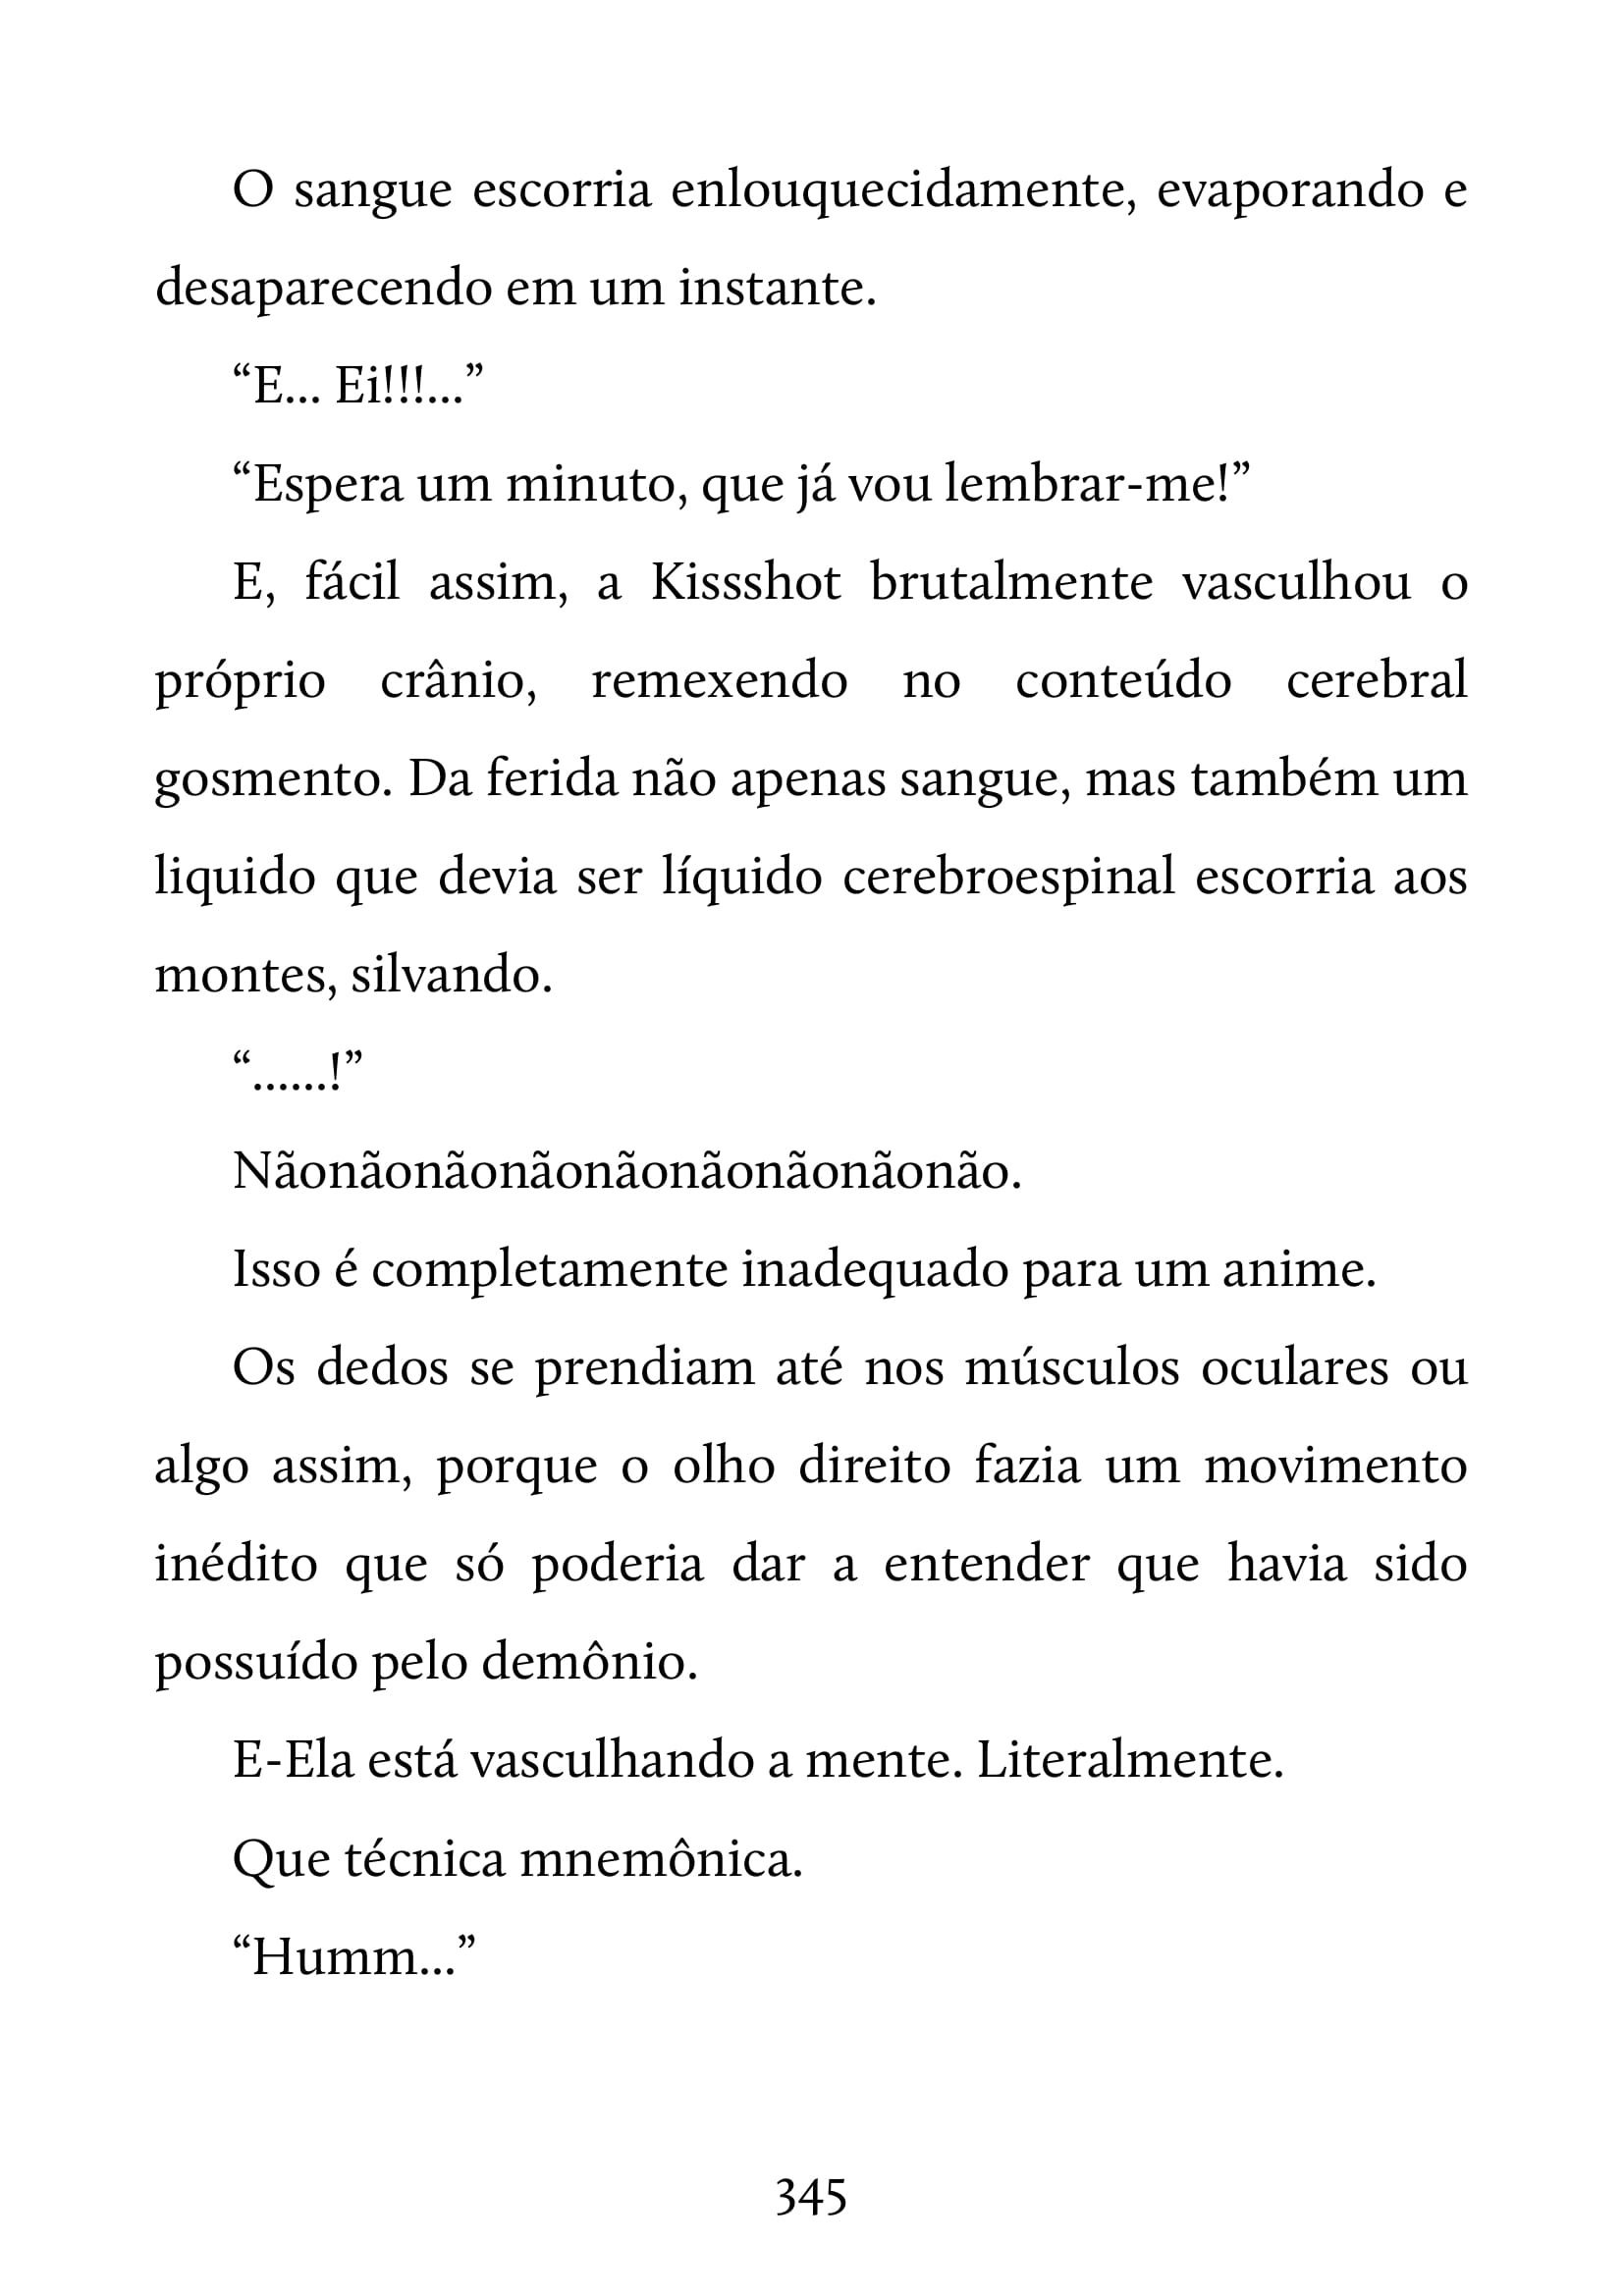 O sangue escorria enlouquecidamente, evaporando e
desaparecendo em um instante.
“E... Ei!!!...”
“Espera um minuto, que já vou lembrar-me!”
E, fácil assim, a Kissshot brutalmente vasculhou o
próprio crânio, remexendo no conteúdo cerebral
gosmento. Da ferida não apenas sangue, mas também um
liquido que devia ser líquido cerebroespinal escorria aos
montes, silvando.
“......!”
Nãonãonãonãonãonãonãonãonão.
Isso é completamente inadequado para um anime.
Os dedos se prendiam até nos músculos oculares ou
algo assim, porque o olho direito fazia um movimento
inédito que só poderia dar a entender que havia sido
possuído pelo demônio.
E-Ela está vasculhando a mente. Literalmente.
Que técnica mnemônica.
“Humm...”
345